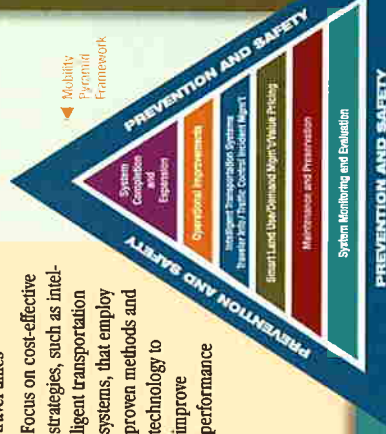 travel times
Focus on cost-effective
strategies, such as intel-
ligent transportation
systems, that employ
proven methods and
technology to
improve
performance
Mobility
Pyramid
Framework
PREVENTION AND SAFETY
PREVENTION AND SAFETY
System
Completion
and
Expansion
Operational Improvements
Intelligent Transportation Systems
Traveler Info / Traffic Control Incident Mgm't
Smart Land Use/Demand Mgm't/Value Pricing
Maintenance and Preservation
System Monitoring and Evaluation
PREVENTION AND SAFETY